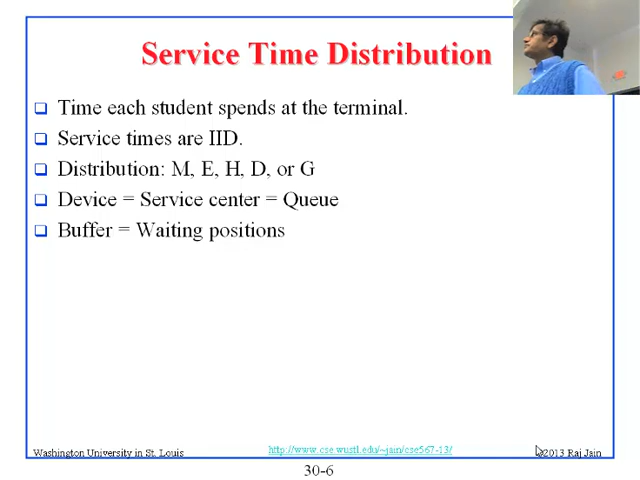 Service Time Distribution
Time each student spends at the terminal.
Service times are IID.
Distribution: M, E, H, D, or G
Device = Service center = Queue
Buffer = Waiting positions
Washington University in St. Louis
http://www.cse.wustl.edu/~jain/cse567-13/
©2013 Raj Jain
30-6